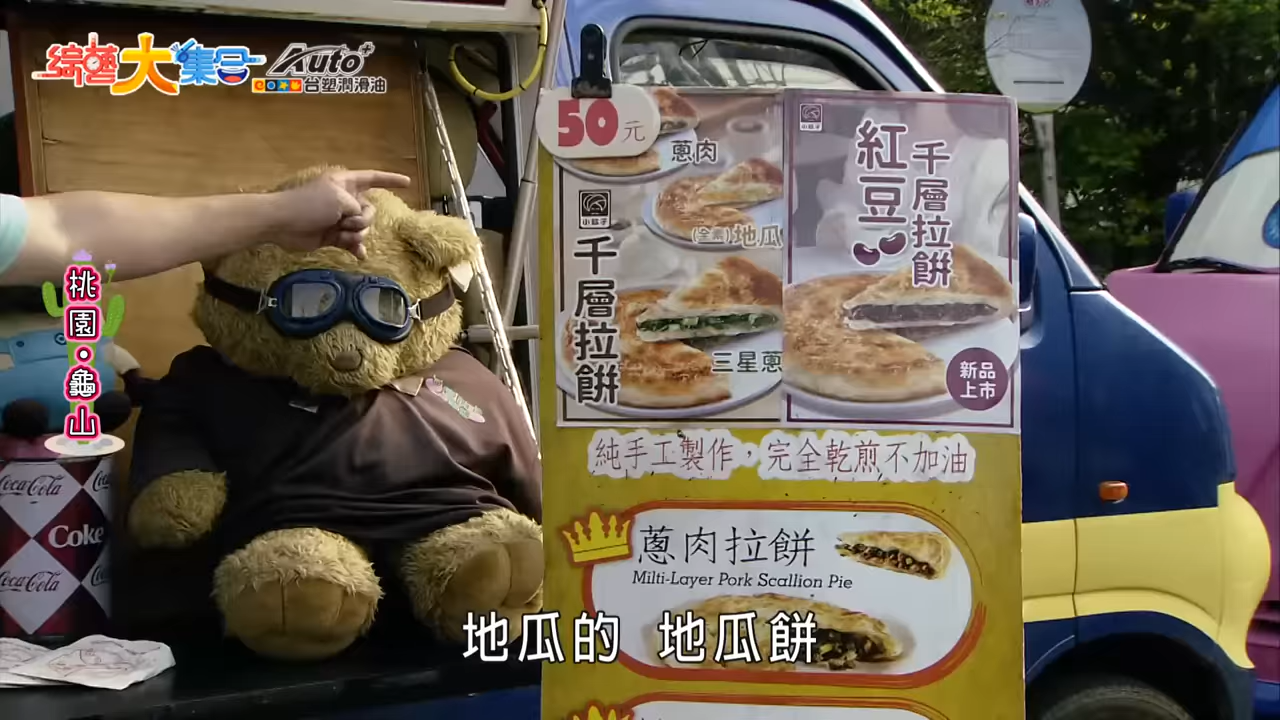 綜藝大集合
Auto+
台塑潤滑油
桃園·龜山
50元
蔥肉
(全素)地瓜
小餃子
千層拉餅
三星蔥
紅豆
千層拉餅
新品
上市
純手工製作,完全乾煎不加油
蔥肉拉餅
Milti-Layer Pork Scallion Pie
Coca-Cola
Coke
Coca-Cola
地瓜的 地瓜餅